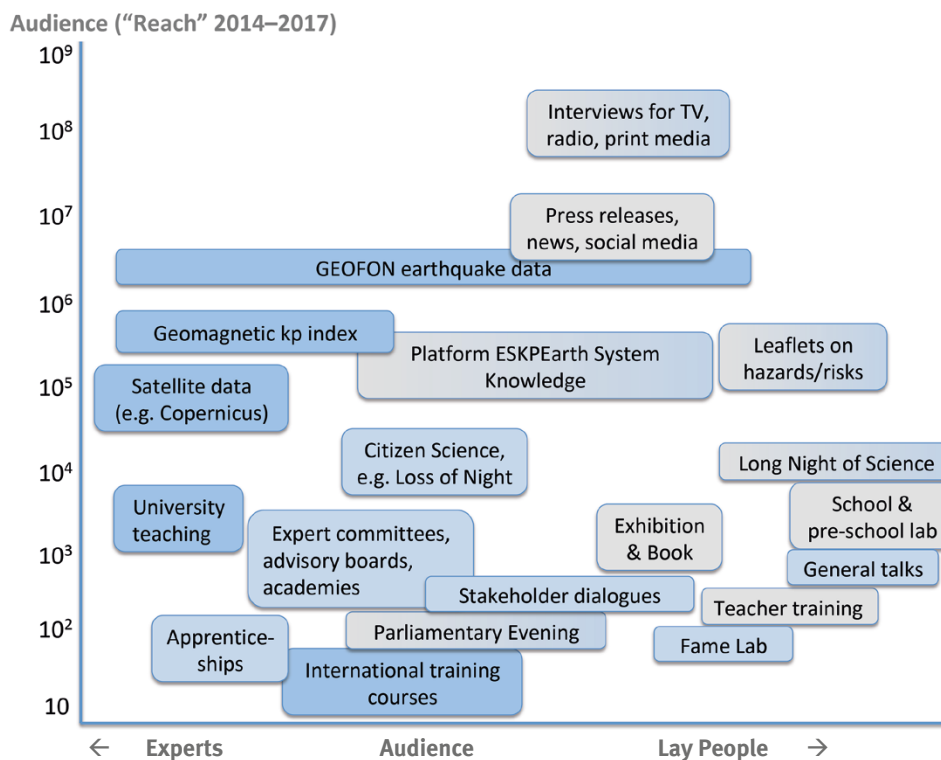 Audience (“Reach” 2014–2017)
10⁹
Interviews for TV,
radio, print media
10⁸
10⁷
Press releases,
news, social media
GEOFON earthquake data
10⁶
Geomagnetic kp index
Platform ESKPEarth System
Knowledge
Leaflets on
hazards/risks
10⁵
Satellite data
(e.g. Copernicus)
Citizen Science,
e.g. Loss of Night
10⁴
Long Night of Science
University
teaching
Expert committees,
advisory boards,
academies
Exhibition
& Book
School &
pre-school lab
10³
General talks
Stakeholder dialogues
Teacher training
10²
Apprentice-
ships
Parliamentary Evening
Fame Lab
International training
courses
10
← Experts Audience Lay People →